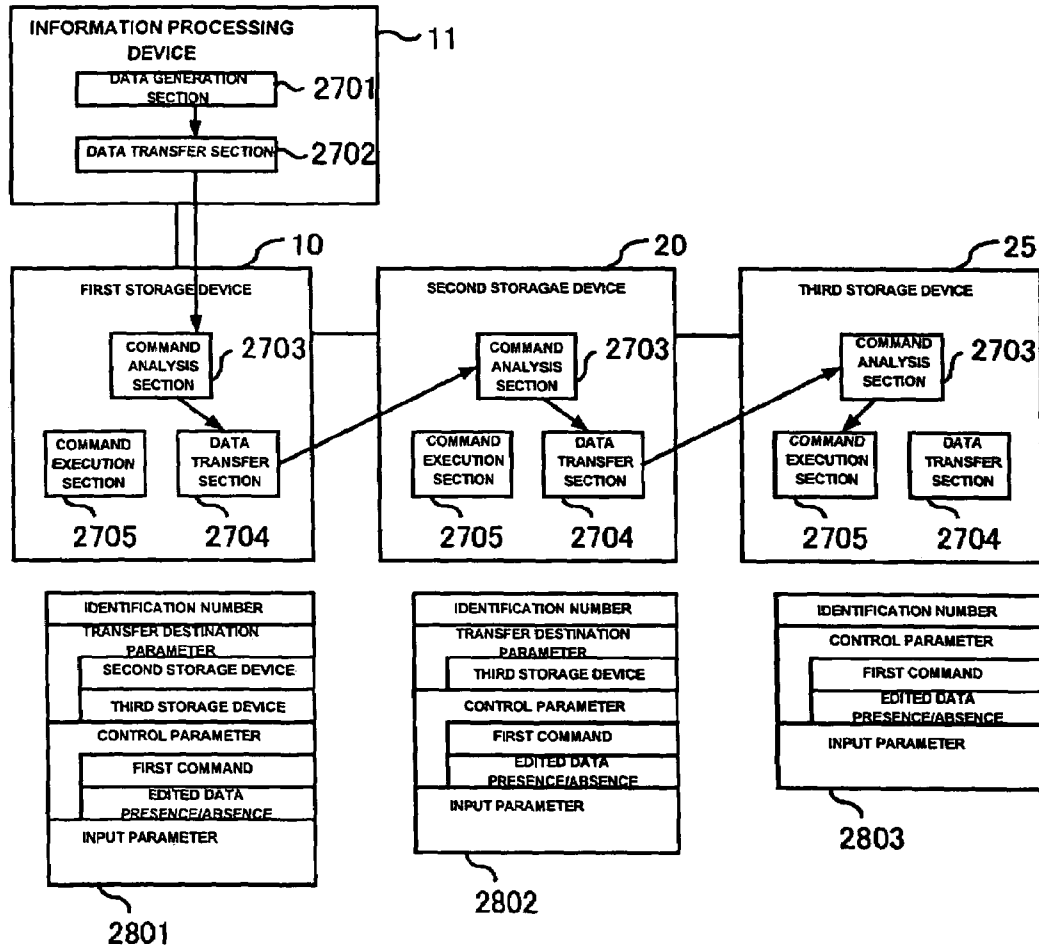 INFORMATION PROCESSING
DEVICE
11
DATA GENERATION
SECTION
2701
DATA TRANSFER SECTION
2702
10
FIRST STORAGE DEVICE
COMMAND
ANALYSIS
SECTION
2703
COMMAND
EXECUTION
SECTION
DATA
TRANSFER
SECTION
2705
2704
20
SECOND STORAGAE DEVICE
COMMAND
ANALYSIS
SECTION
2703
COMMAND
EXECUTION
SECTION
DATA
TRANSFER
SECTION
2705
2704
25
THIRD STORAGE DEVICE
COMMAND
ANALYSIS
SECTION
2703
COMMAND
EXECUTION
SECTION
DATA
TRANSFER
SECTION
2705
2704
IDENTIFICATION NUMBER
TRANSFER DESTINATION
PARAMETER
SECOND STORAGE DEVICE
THIRD STORAGE DEVICE
CONTROL PARAMETER
FIRST COMMAND
EDITED DATA
PRESENCE/ABSENCE
INPUT PARAMETER
2801
IDENTIFICATION NUMBER
TRANSFER DESTINATION
PARAMETER
THIRD STORAGE DEVICE
CONTROL PARAMETER
FIRST COMMAND
EDITED DATA
PRESENCE/ABSENCE
INPUT PARAMETER
2802
IDENTIFICATION NUMBER
CONTROL PARAMETER
FIRST COMMAND
EDITED DATA
PRESENCE/ABSENCE
INPUT PARAMETER
2803